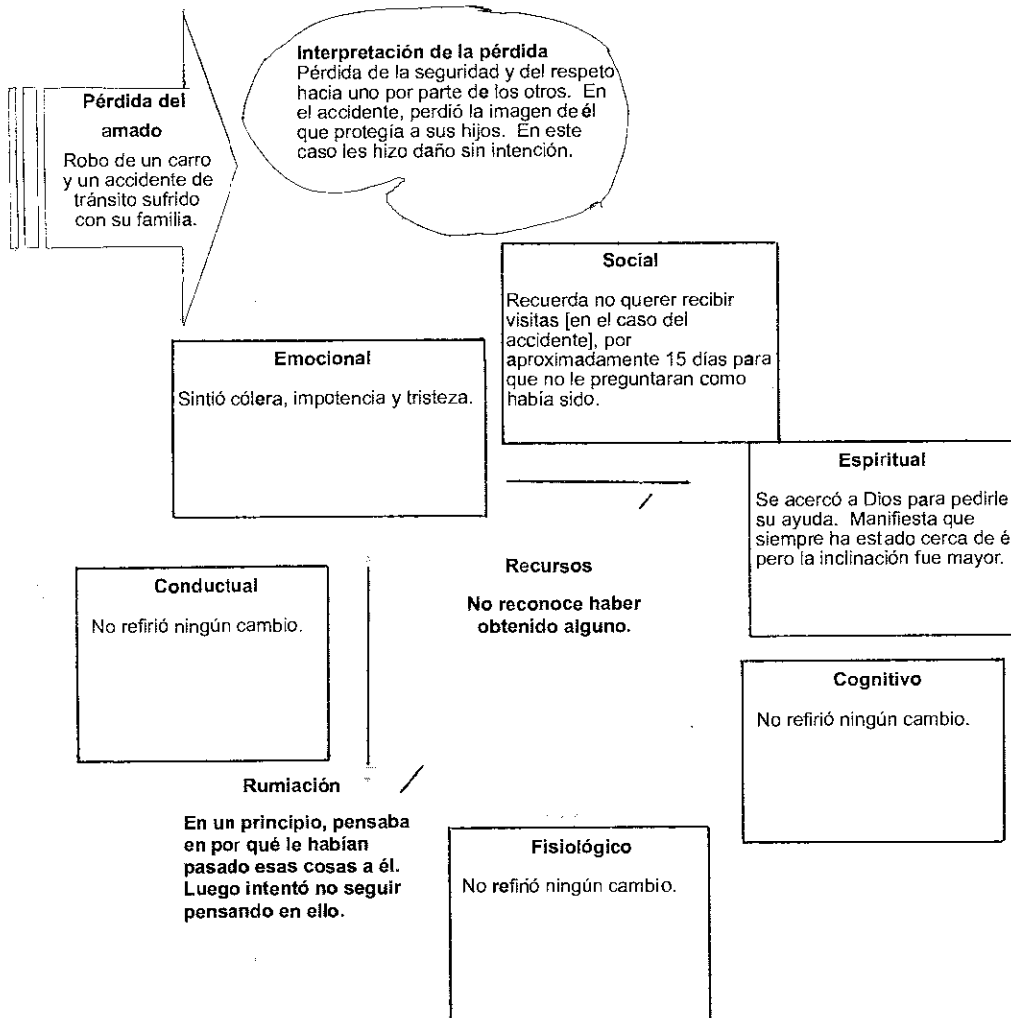 Pérdida del
amado
Robo de un carro
y un accidente de
tránsito sufrido
con su familia.
Interpretación de la pérdida
Pérdida de la seguridad y del respeto
hacia uno por parte de los otros. En
el accidente, perdió la imagen de él
que protegía a sus hijos. En este
caso les hizo daño sin intención.
Social
Recuerda no querer recibir
visitas [en el caso del
accidente], por
aproximadamente 15 días para
que no le preguntaran como
había sido.
Emocional
Sintió cólera, impotencia y tristeza.
Espiritual
Se acercó a Dios para pedirle
su ayuda. Manifiesta que
siempre ha estado cerca de é
pero la inclinación fue mayor.
Recursos
No reconoce haber
obtenido alguno.
Conductual
No refirió ningún cambio.
Cognitivo
No refirió ningún cambio.
Rumiación
En un principio, pensaba
en por qué le habían
pasado esas cosas a él.
Luego intentó no seguir
pensando en ello.
Fisiológico
No refirió ningún cambio.